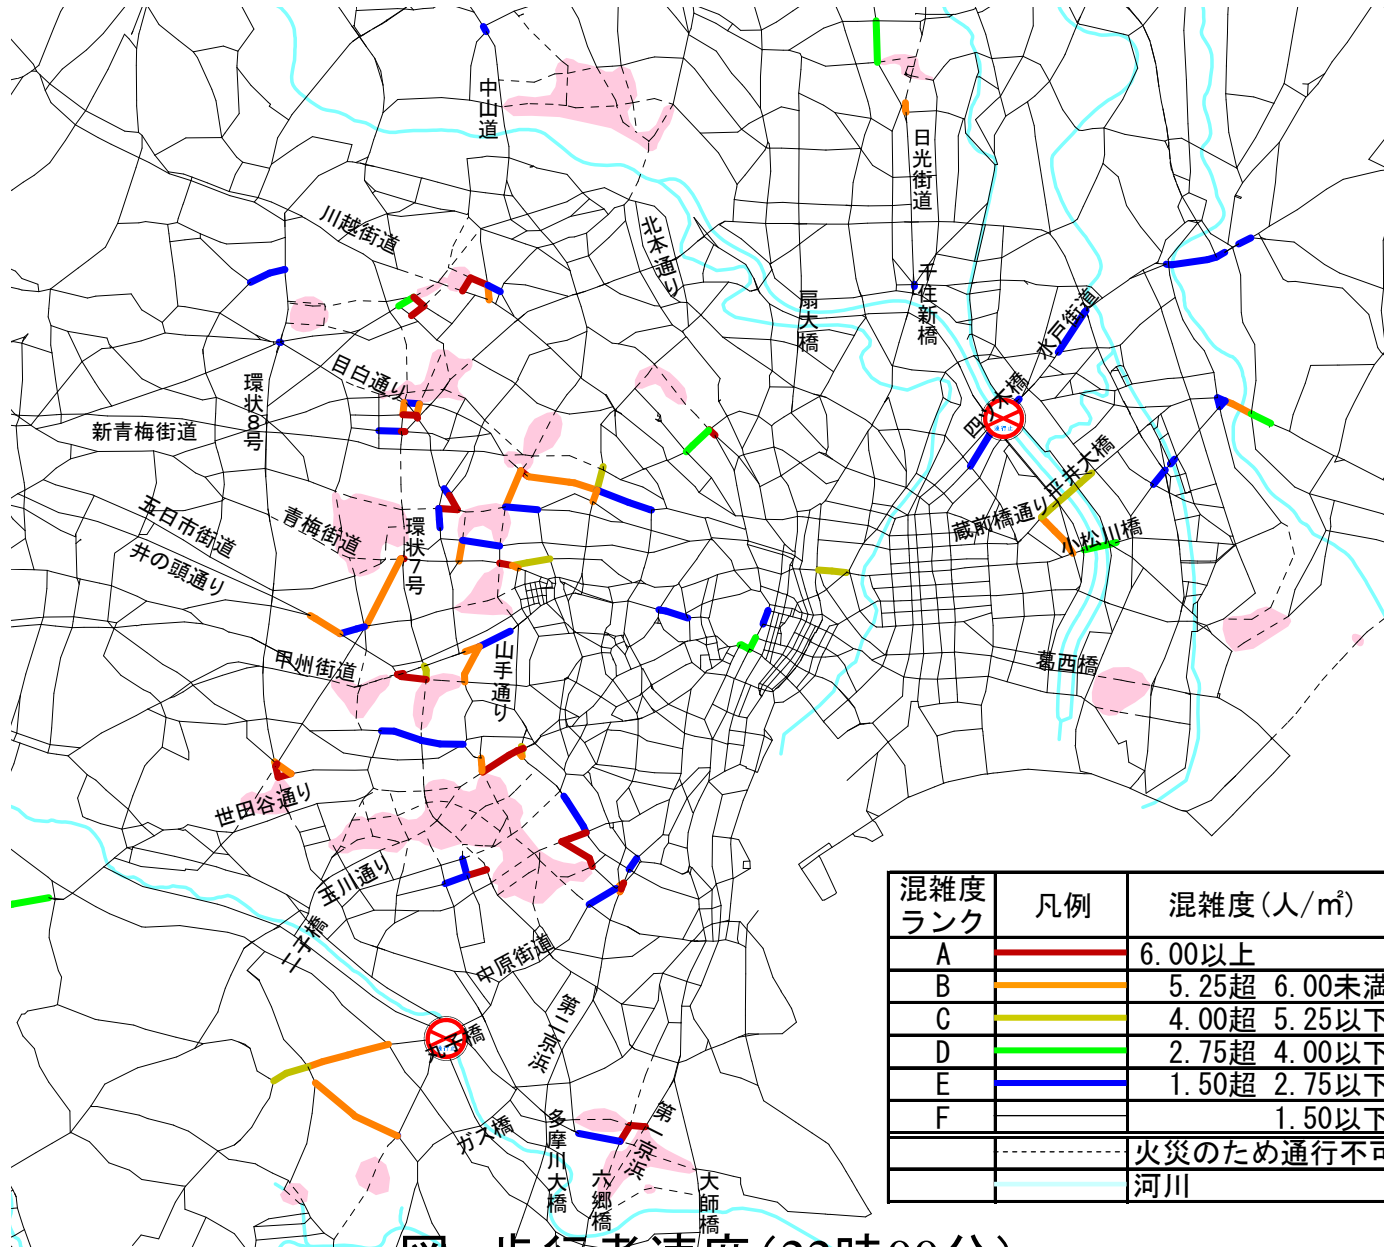 中山道
日光街道
川越街道
北本通り
扇大橋
千住新橋
水戸街道
目白通り
環状8号
新青梅街道
四ツ木橋
平井大橋
蔵前橋通り
小松川橋
五日市街道
青梅街道
環状7号
井の頭通り
甲州街道
山手通り
葛西橋
世田谷通り
玉川通り
二子橋
中原街道
丸子橋
第二京浜
ガス橋
多摩川大橋
六郷橋
第一京浜
大師橋
混雑度ランク 凡例 混雑度(人/㎡)
A 6.00以上
B 5.25超 6.00未満
C 4.00超 5.25以下
D 2.75超 4.00以下
E 1.50超 2.75以下
F 1.50以下
火災のため通行不可
河川